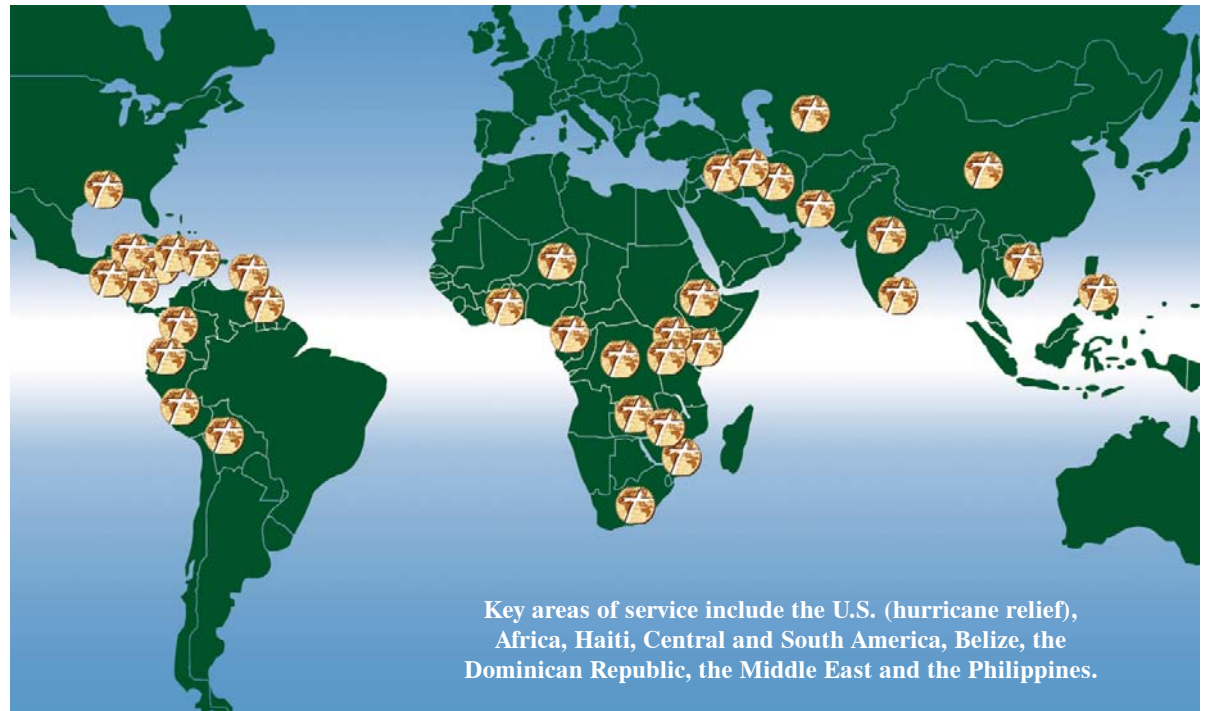 Key areas of service include the U.S. (hurricane relief),
Africa, Haiti, Central and South America, Belize, the
Dominican Republic, the Middle East and the Philippines.